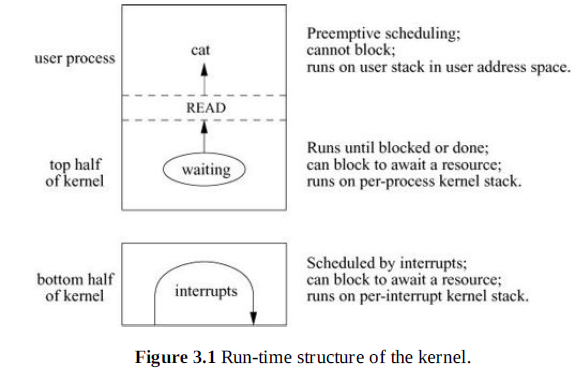 user process
cat
Preemptive scheduling;
cannot block;
runs on user stack in user address space.
READ
top half
of kernel
waiting
Runs until blocked or done;
can block to await a resource;
runs on per-process kernel stack.
bottom half
of kernel
interrupts
Scheduled by interrupts;
can block to await a resource;
runs on per-interrupt kernel stack.
Figure 3.1 Run-time structure of the kernel.